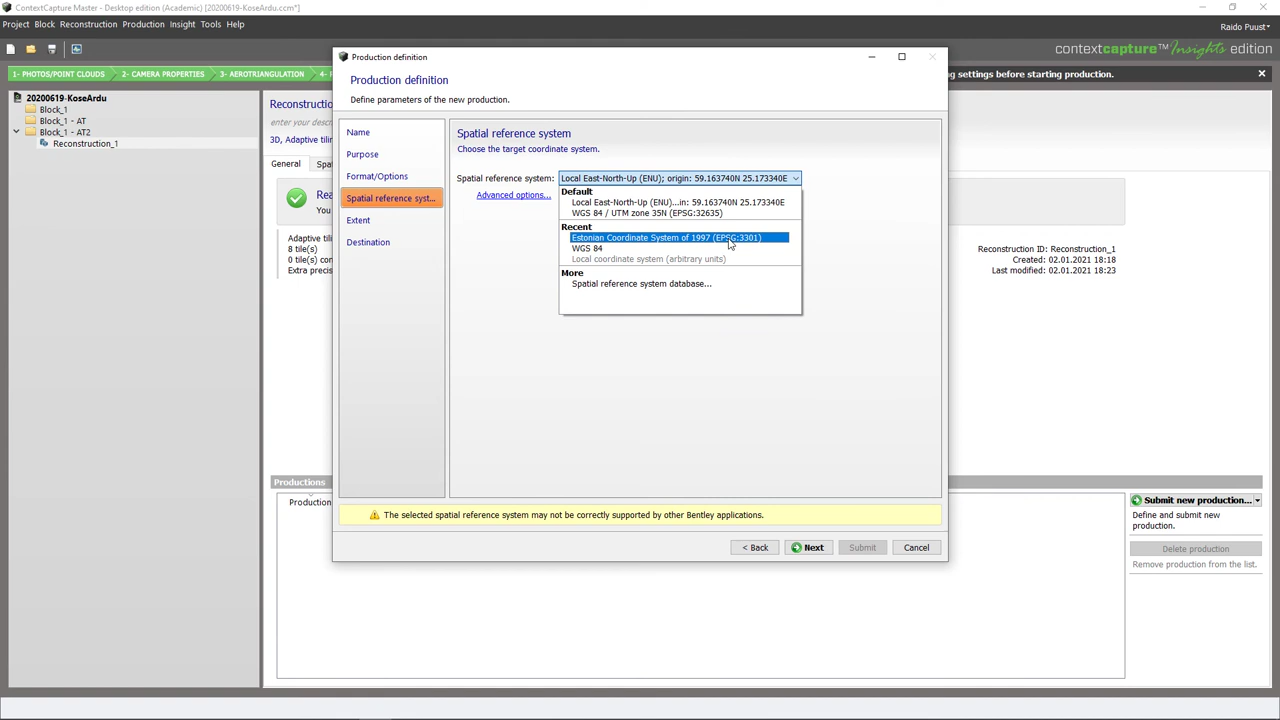 ContextCapture Master - Desktop edition (Academic) [20200619-KoseArdu.ccm*]
Project Block Reconstruction Production Insight Tools Help
Raido Puust
contextcapture™ Insights edition
1- PHOTOS/POINT CLOUDS 2- CAMERA PROPERTIES 3- AEROTRIANGULATION
ng settings before starting production.
20200619-KoseArdu
Block_1
Block_1 - AT
Block_1 - AT2
Reconstruction_1
Reconstructio
enter your descr
3D, Adaptive tilin
General Spat
Rea
You
Adaptive til
8 tile(s)
0 tile(s) co
Extra precis
Reconstruction ID: Reconstruction_1
Created: 02.01.2021 18:18
Last modified: 02.01.2021 18:23
Production definition
Production definition
Define parameters of the new production.
Name
Purpose
Format/Options
Spatial reference syst...
Extent
Destination
Spatial reference system
Choose the target coordinate system.
Spatial reference system: Local East-North-Up (ENU); origin: 59.163740N 25.173340E
Advanced options...
Default
Local East-North-Up (ENU)...in: 59.163740N 25.173340E
WGS 84 / UTM zone 35N (EPSG:32635)
Recent
Estonian Coordinate System of 1997 (EPSG:3301)
WGS 84
Local coordinate system (arbitrary units)
More
Spatial reference system database...
The selected spatial reference system may not be correctly supported by other Bentley applications.
< Back Next Submit Cancel
Productions
Production
Submit new production...
Define and submit new
production.
Delete production
Remove production from the list.